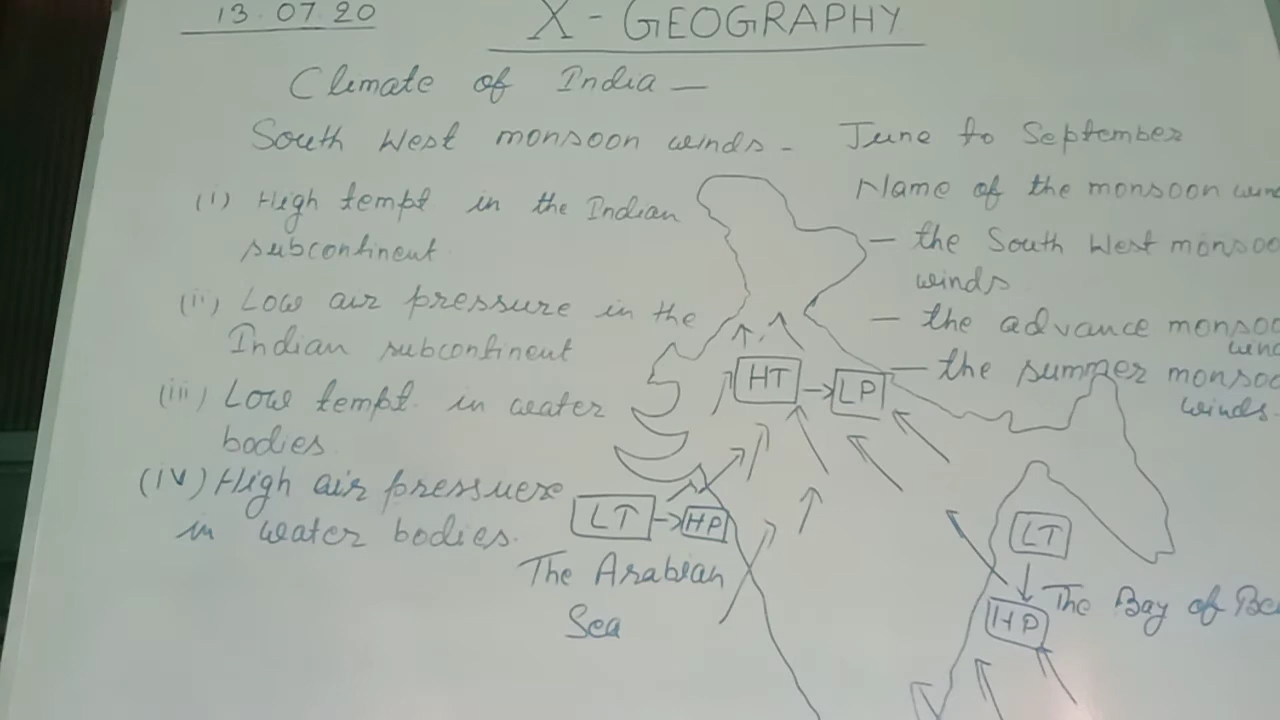 13.07.20
X - GEOGRAPHY
Climate of India —
South West monsoon winds - June to September
(i) High tempt in the Indian
subcontinent
(ii) Low air pressure in the
Indian subcontinent
(iii) Low tempt. in water
bodies.
(iv) High air pressuere
in water bodies.
Name of the monsoon
— the South West
winds
— the advance
— the summer
winds.
HT → LP
LT → HP
The Arabian
Sea
LT
HP
The Bay of